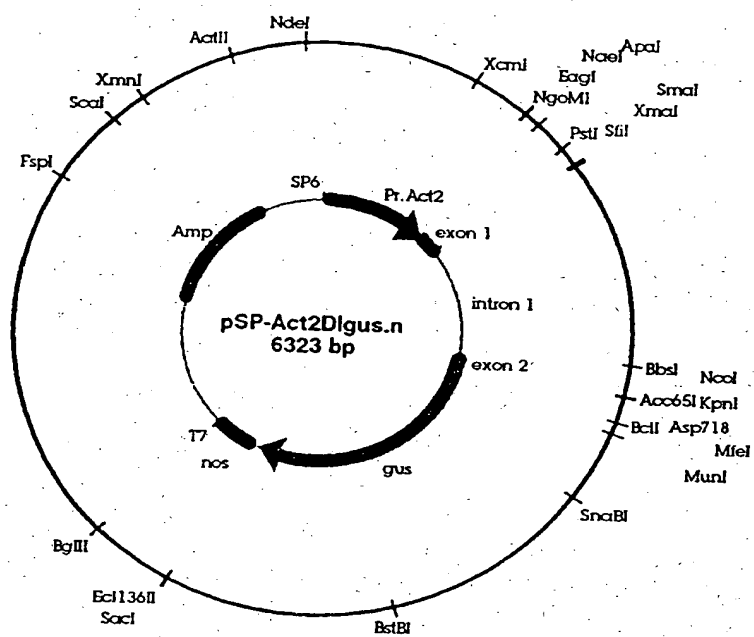 NdeI
AatII
XmnI
ScaI
FspI
XcmI
NaeI ApaI
EagI
NgoMI
SmaI
XmaI
PstI SfiI
SP6
Pr.Act2
exon 1
Amp
intron 1
pSP-Act2DIgus.n
6323 bp
exon 2
BbsI NcoI
Acc65I KpnI
BclI Asp718
MfeI
MunI
T7
nos
gus
SnaBI
BglII
Ecl136II
SacI
BstBI